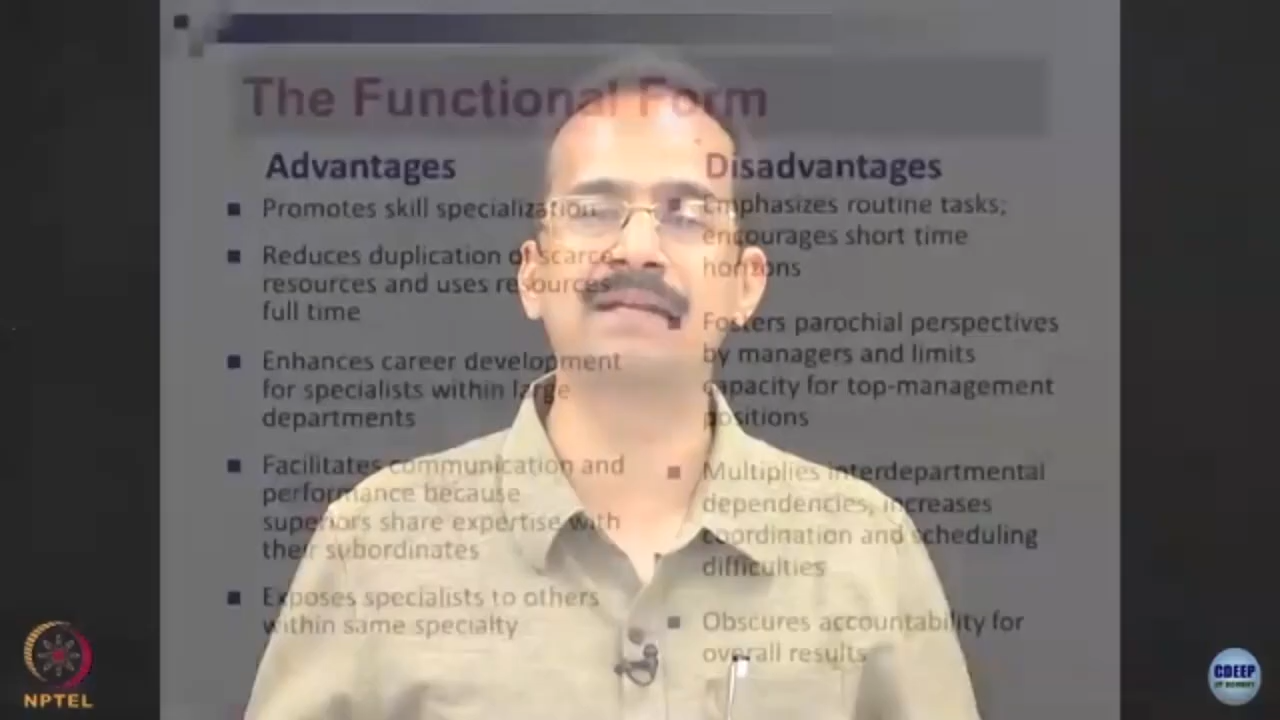 The Functional Form
Advantages
Promotes skill specialization
Reduces duplication of scarce
resources and uses resources
full time
Enhances career development
for specialists within large
departments
Facilitates communication and
performance because
superiors share expertise with
their subordinates
Exposes specialists to others
within same specialty
Disadvantages
Emphasizes routine tasks;
encourages short time
horizons
Fosters parochial perspectives
by managers and limits
capacity for top-management
positions
Multiplies interdepartmental
dependencies, increases
coordination and scheduling
difficulties
Obscures accountability for
overall results
NPTEL
CDEEP
IIT BOMBAY